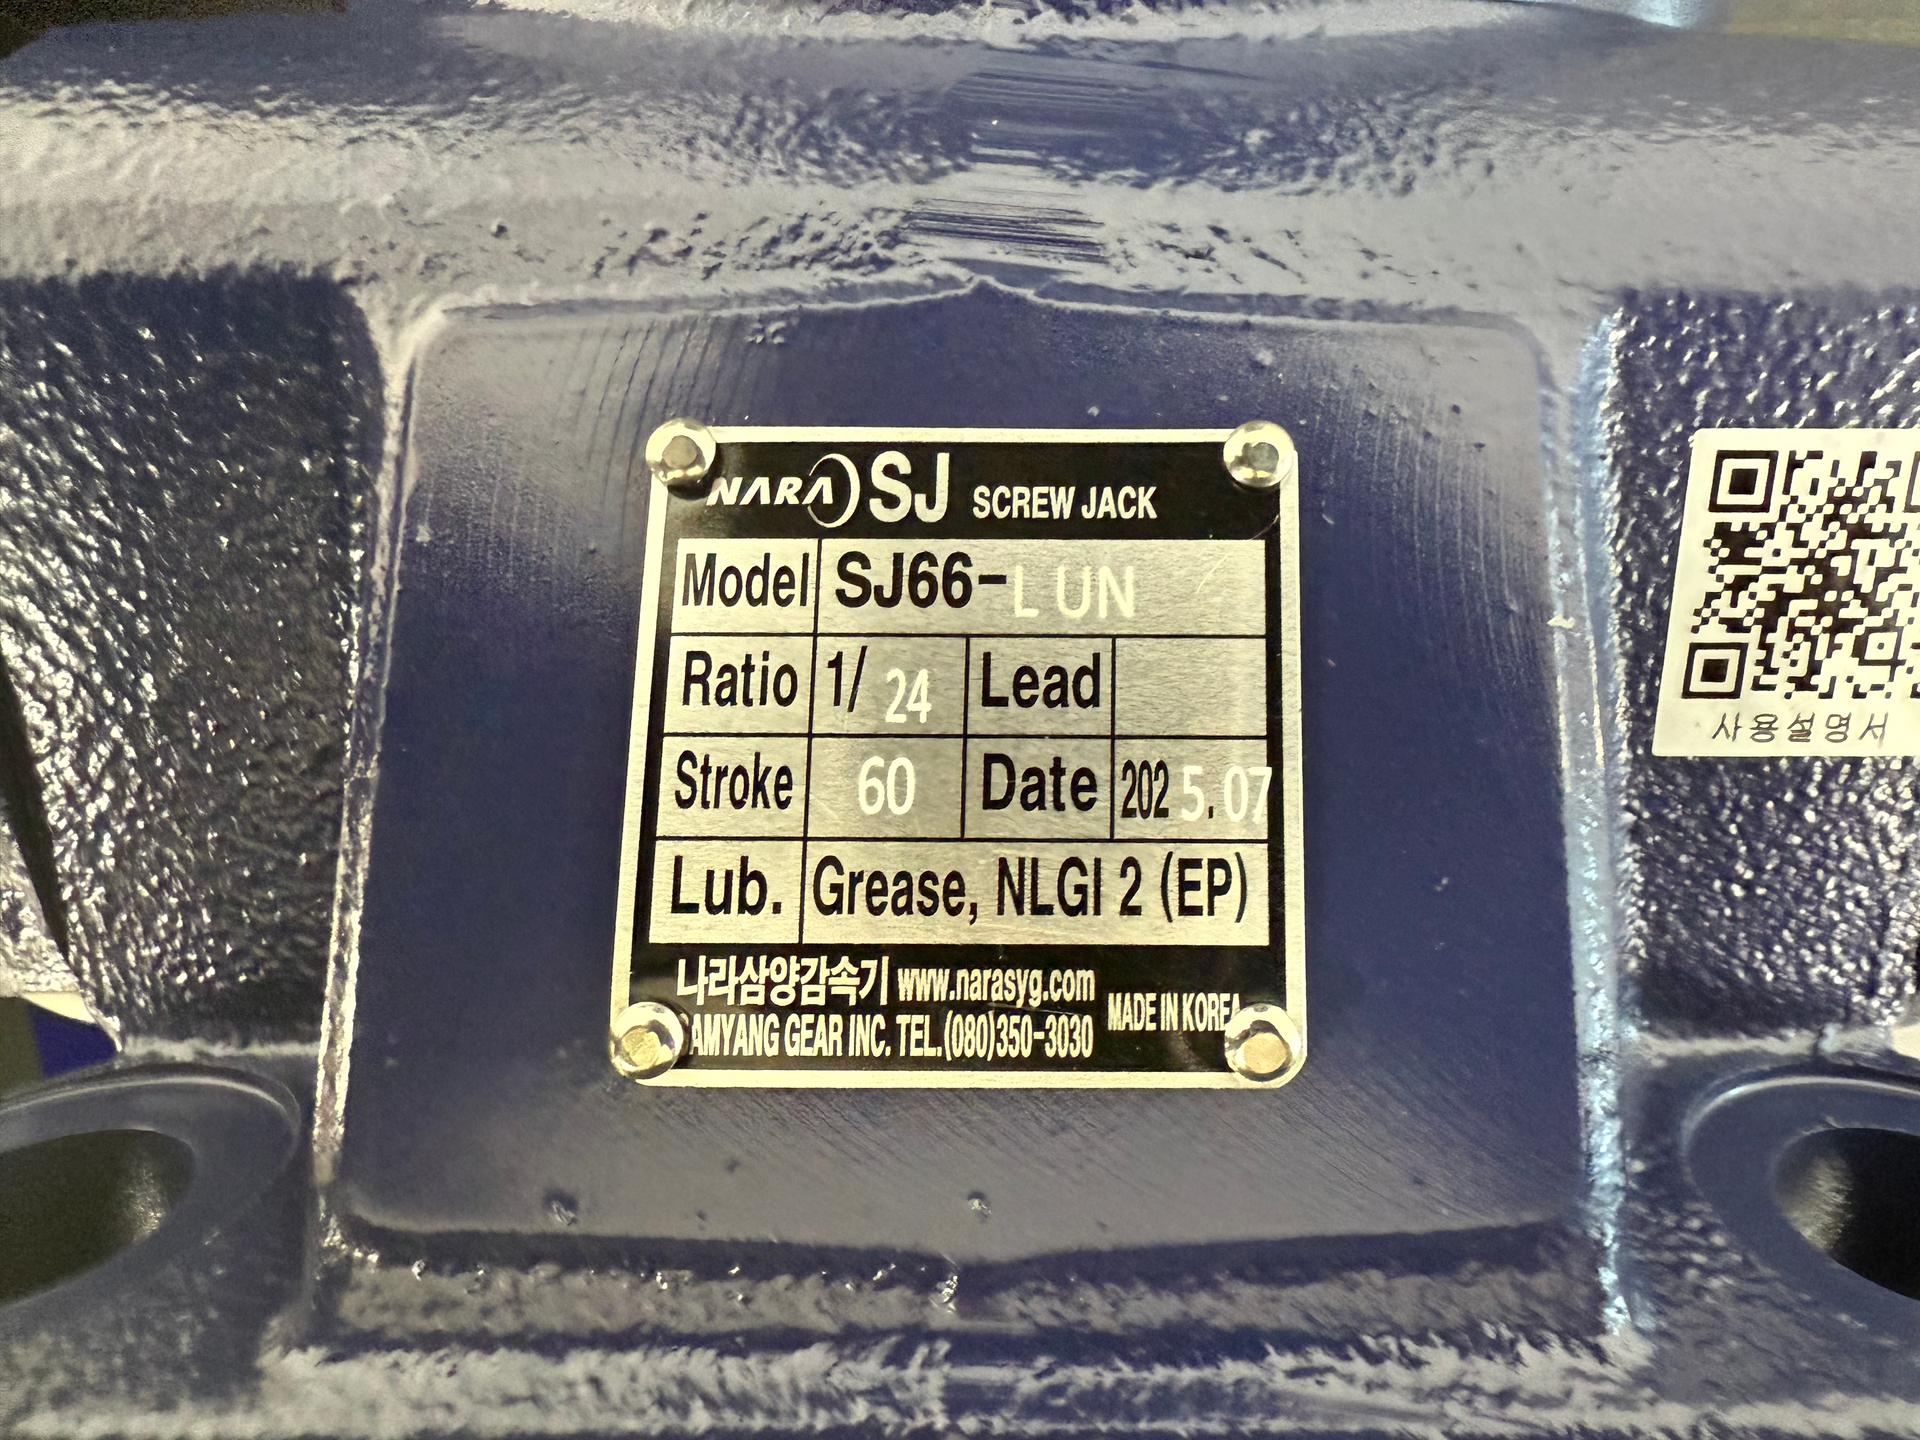 NARA SJ SCREW JACK
Model SJ66-L UN
Ratio 1/ 24 Lead
Stroke 60 Date 2025.07
Lub. Grease, NLGI 2 (EP)
나라삼양감속기 www.narasyg.com
SAMYANG GEAR INC. TEL.(080)350-3030 MADE IN KOREA
사용설명서